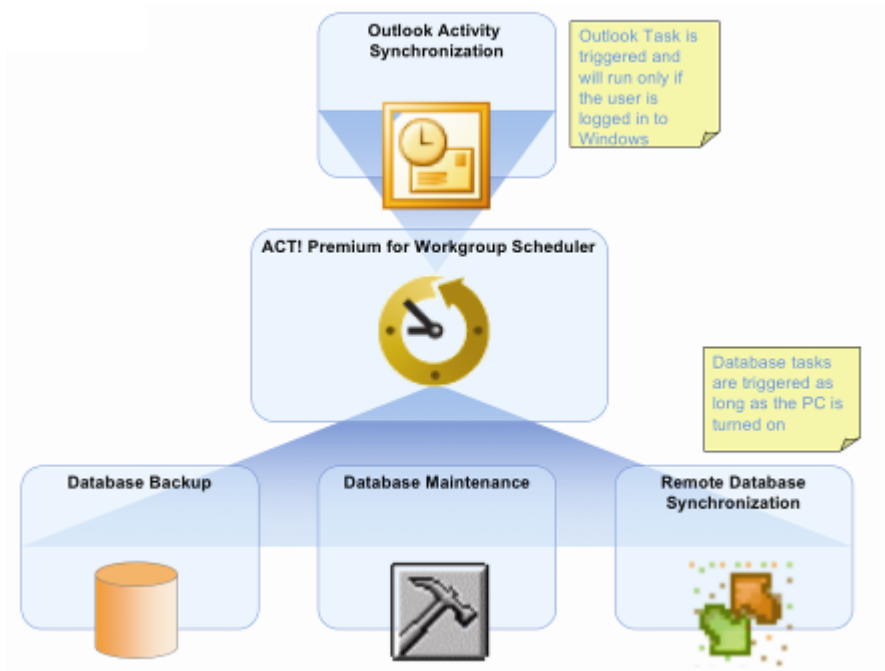 Outlook Activity
Synchronization
Outlook Task is
triggered and
will run only if
the user is
logged in to
Windows
ACT! Premium for Workgroup Scheduler
Database tasks
are triggered as
long as the PC is
turned on
Database Backup
Database Maintenance
Remote Database
Synchronization